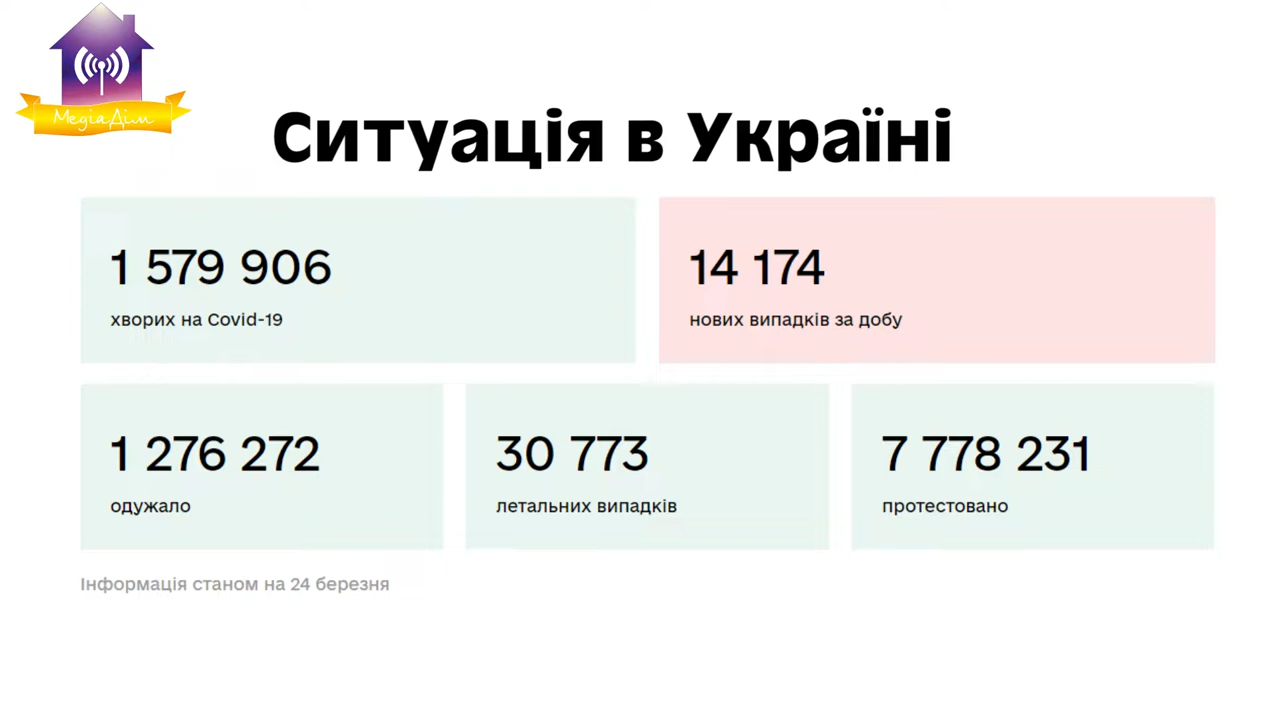 МедіаДім
Ситуація в Україні
1 579 906
хворих на Covid-19
14 174
нових випадків за добу
1 276 272
одужало
30 773
летальних випадків
7 778 231
протестовано
Інформація станом на 24 березня